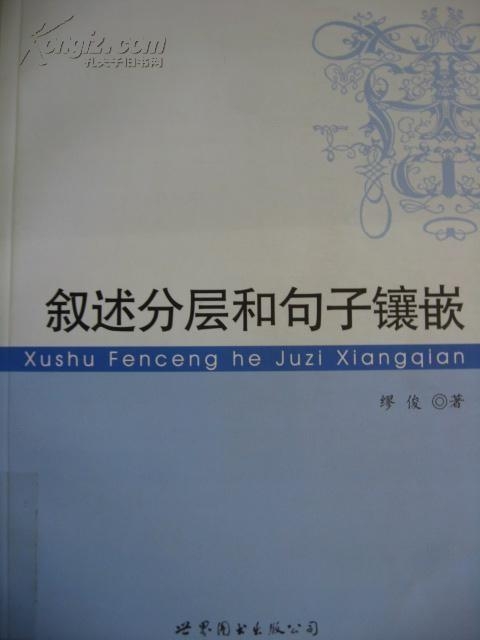 Kongfz.com
孔夫子旧书网
叙述分层和句子镶嵌
Xushu Fenceng he Juzi Xiangqian
缪俊 ◎著
世界图书出版公司